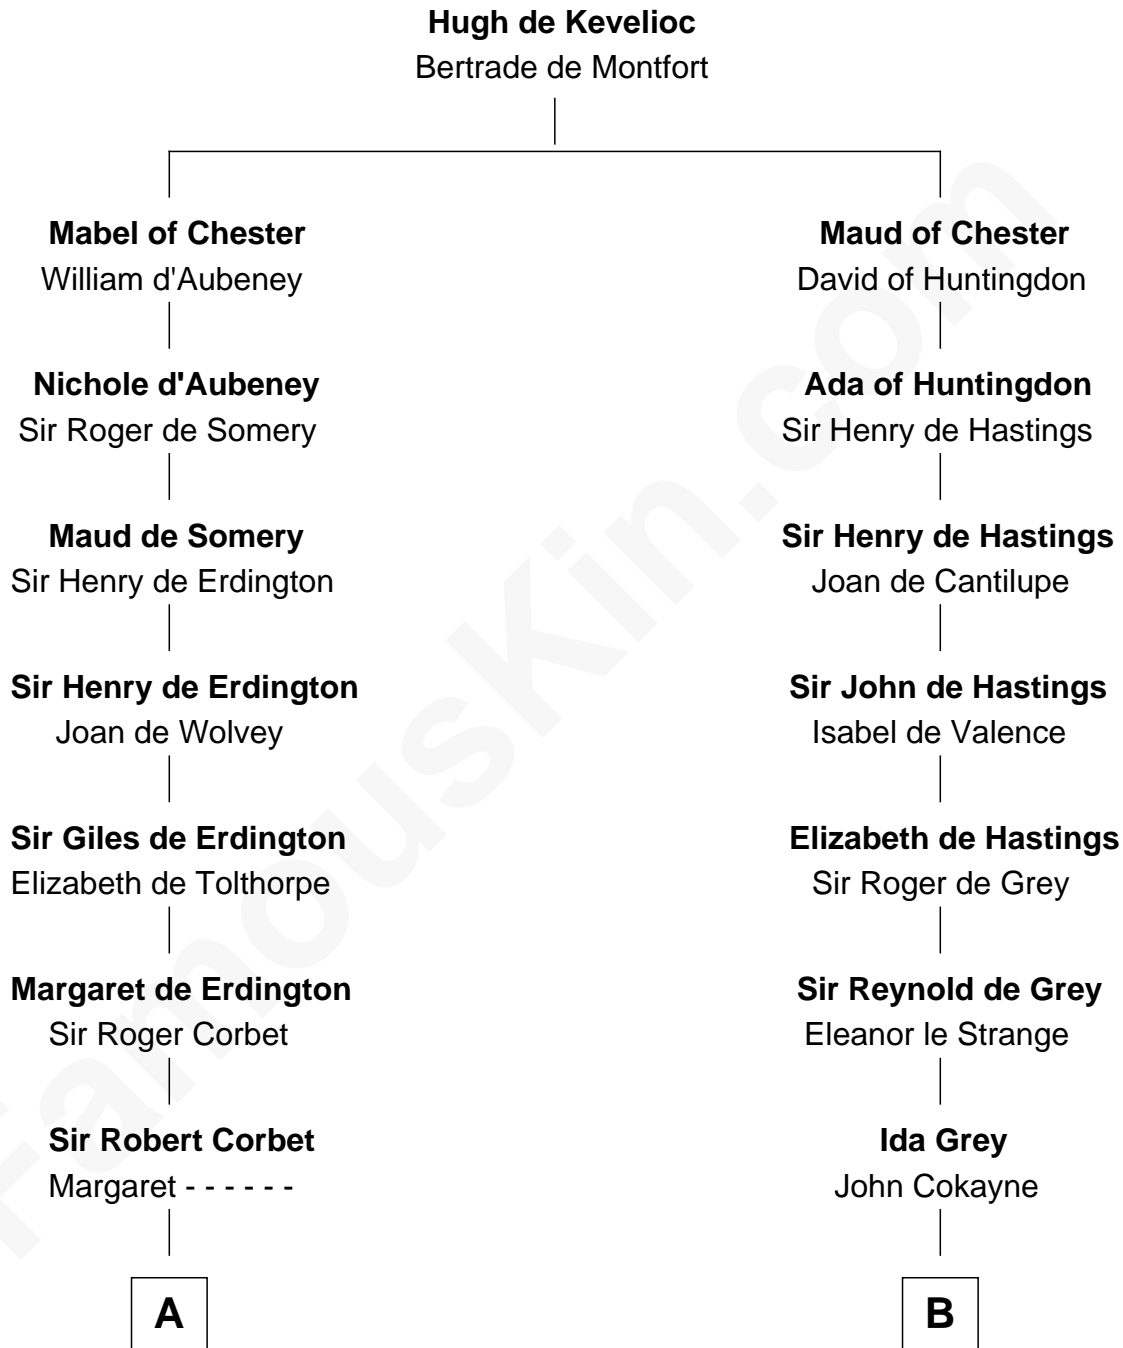 Hugh de Kevelioc
Bertrade de Montfort
Mabel of Chester
William d'Aubeney
Maud of Chester
David of Huntingdon
Nichole d'Aubeney
Sir Roger de Somery
Ada of Huntingdon
Sir Henry de Hastings
Maud de Somery
Sir Henry de Erdington
Sir Henry de Hastings
Joan de Cantilupe
Sir Henry de Erdington
Joan de Wolvey
Sir John de Hastings
Isabel de Valence
Sir Giles de Erdington
Elizabeth de Tolthorpe
Elizabeth de Hastings
Sir Roger de Grey
Margaret de Erdington
Sir Roger Corbet
Sir Reynold de Grey
Eleanor le Strange
Sir Robert Corbet
Margaret - - - - - -
Ida Grey
John Cokayne
A
B
FamousKin.com